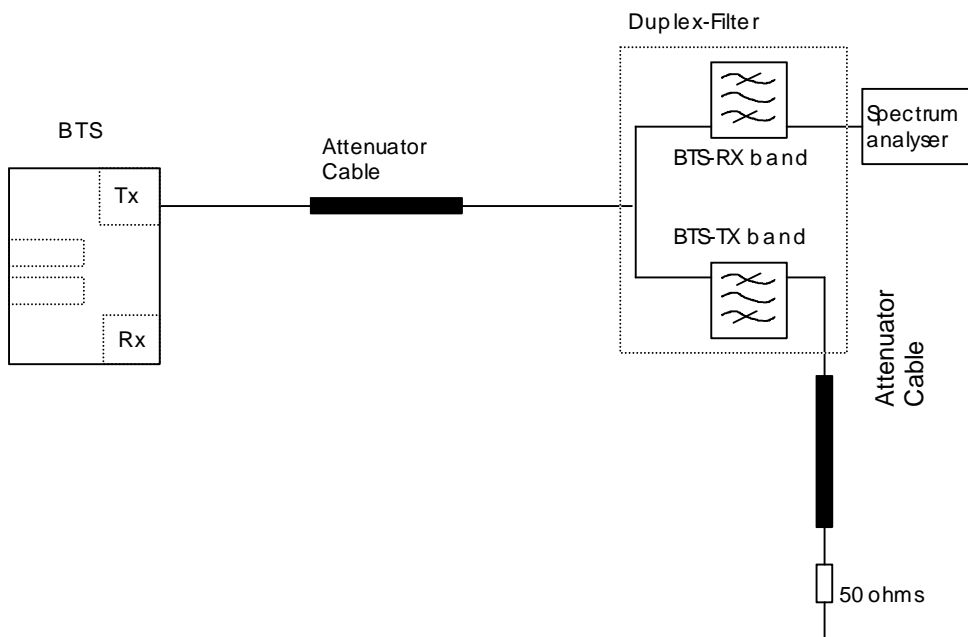 Duplex-Filter
BTS
Tx
Rx
Attenuator
Cable
BTS-RX band
BTS-TX band
Spectrum
analyser
Attenuator
Cable
50 ohms